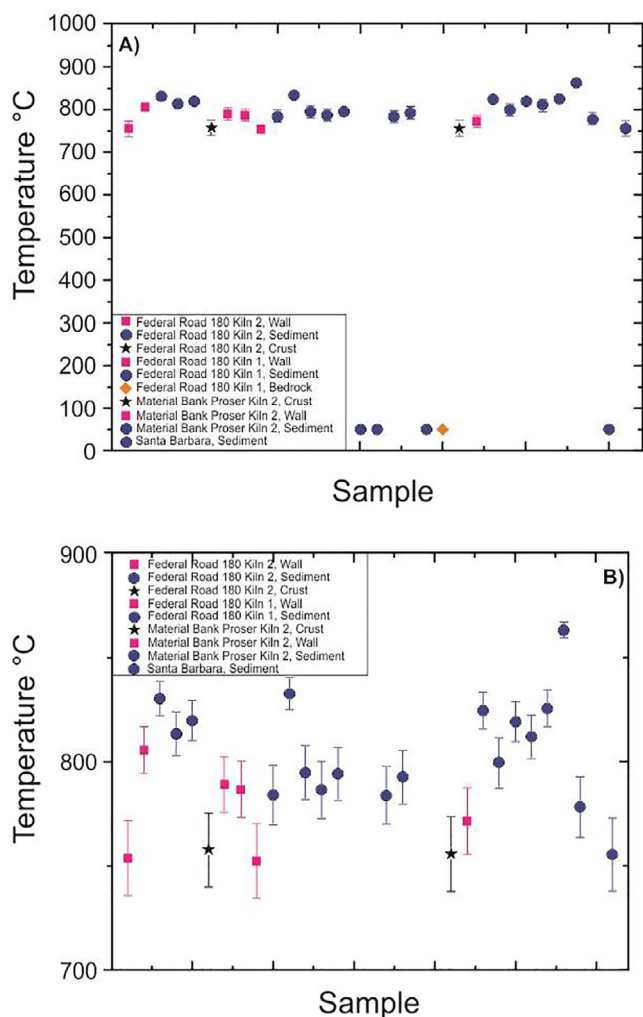 A)
Temperature °C
1000
900
800
700
600
500
400
300
200
100
50
0
Federal Road 180 Kiln 2, Wall
Federal Road 180 Kiln 2, Sediment
Federal Road 180 Kiln 2, Crust
Federal Road 180 Kiln 1, Wall
Federal Road 180 Kiln 1, Sediment
Federal Road 180 Kiln 1, Bedrock
Material Bank Proser Kiln 2, Crust
Material Bank Proser Kiln 2, Wall
Material Bank Proser Kiln 2, Sediment
Santa Barbara, Sediment
Sample
B)
Temperature °C
900
800
700
Federal Road 180 Kiln 2, Wall
Federal Road 180 Kiln 2, Sediment
Federal Road 180 Kiln 2, Crust
Federal Road 180 Kiln 1, Wall
Federal Road 180 Kiln 1, Sediment
Material Bank Proser Kiln 2, Crust
Material Bank Proser Kiln 2, Wall
Material Bank Proser Kiln 2, Sediment
Santa Barbara, Sediment
Sample